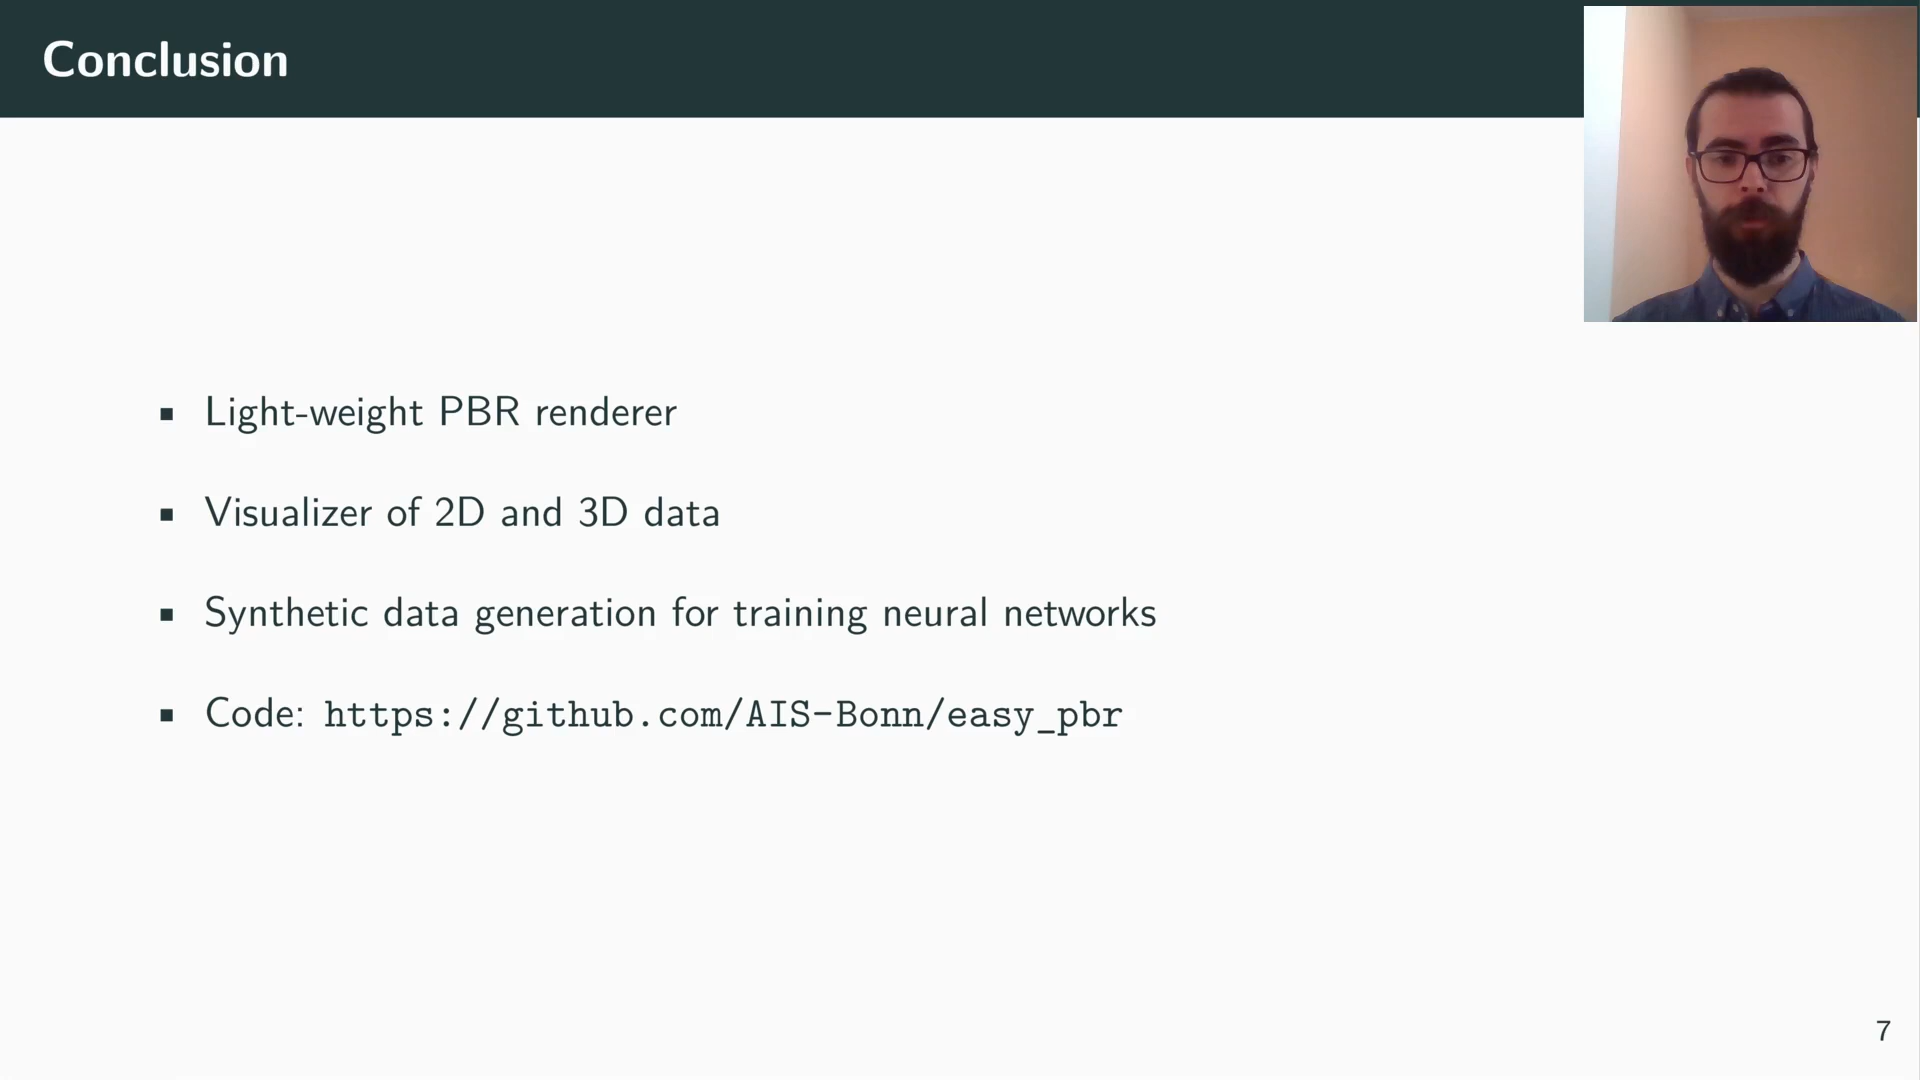 Conclusion
▪ Light-weight PBR renderer
▪ Visualizer of 2D and 3D data
▪ Synthetic data generation for training neural networks
▪ Code: https://github.com/AIS-Bonn/easy_pbr
7